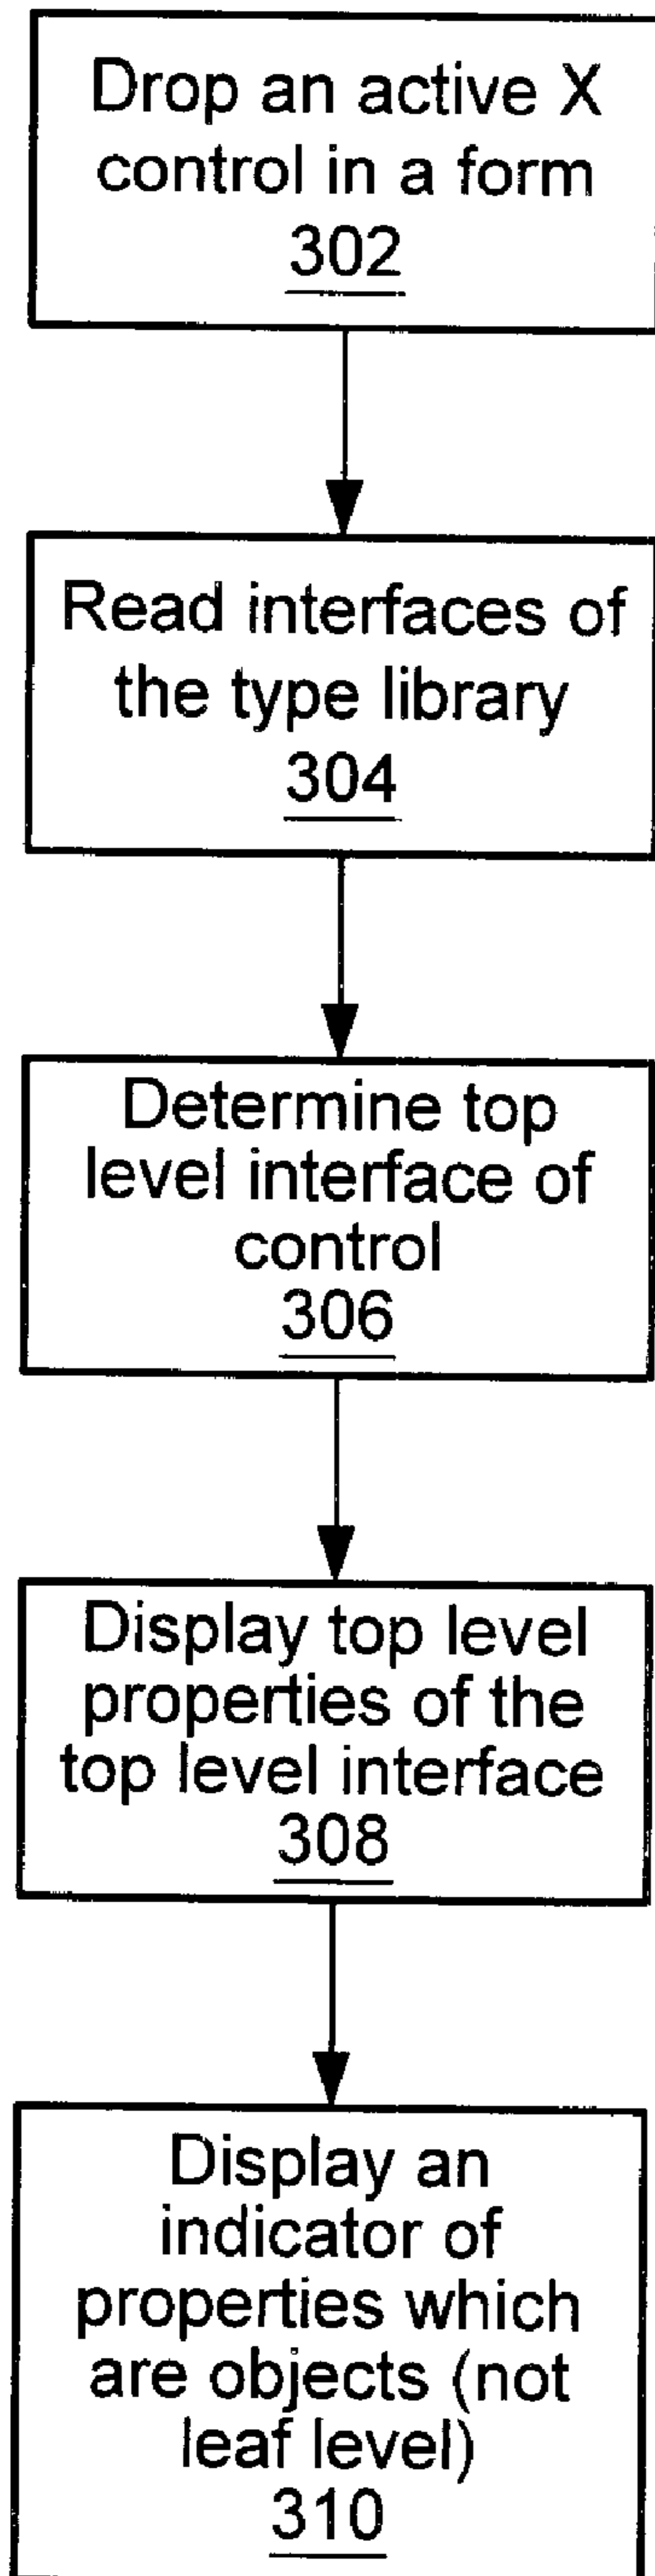 Drop an active X
control in a form
302
Read interfaces of
the type library
304
Determine top
level interface of
control
306
Display top level
properties of the
top level interface
308
Display an
indicator of
properties which
are objects (not
leaf level)
310